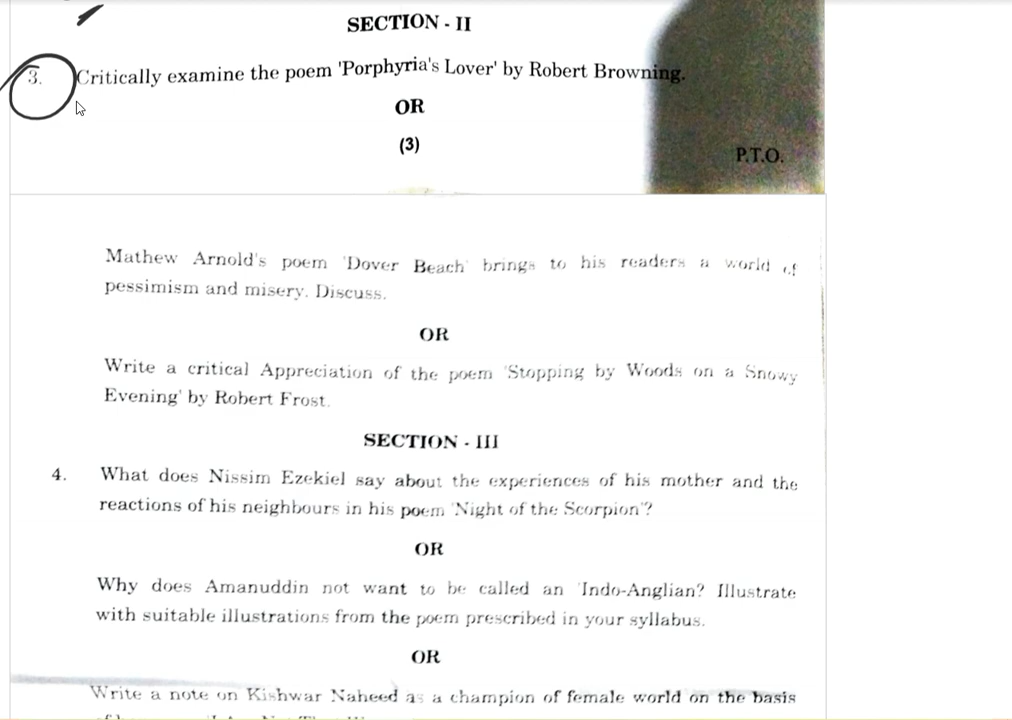 SECTION - II
3. Critically examine the poem 'Porphyria's Lover' by Robert Browning.
OR
(3)
P.T.O.
Mathew Arnold's poem 'Dover Beach' brings to his readers a world of
pessimism and misery. Discuss.
OR
Write a critical Appreciation of the poem 'Stopping by Woods on a Snowy
Evening' by Robert Frost.
SECTION - III
4. What does Nissim Ezekiel say about the experiences of his mother and the
reactions of his neighbours in his poem 'Night of the Scorpion'?
OR
Why does Amanuddin not want to be called an 'Indo-Anglian? Illustrate
with suitable illustrations from the poem prescribed in your syllabus.
OR
Write a note on Kishwar Naheed as a champion of female world on the basis